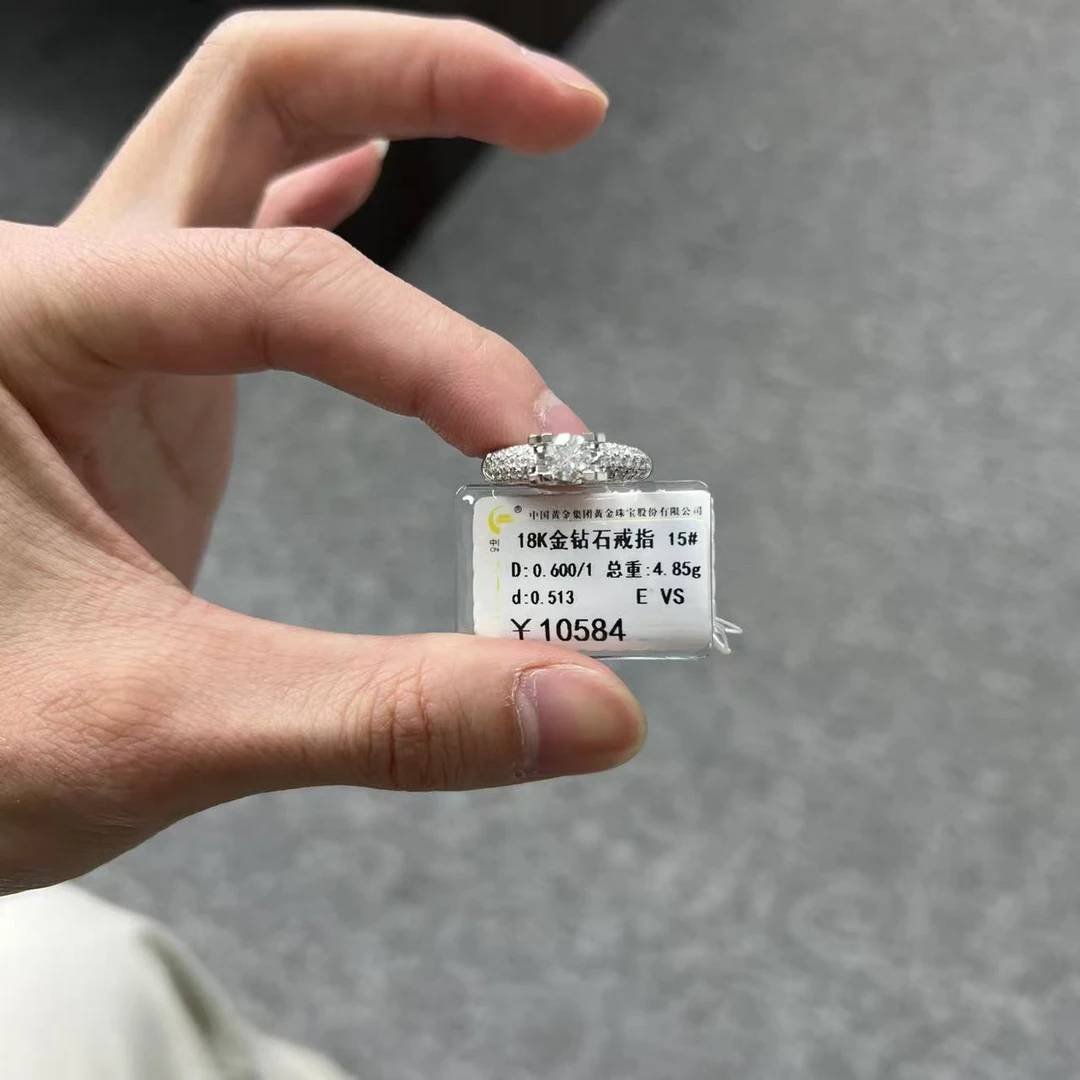 ®
中国黄金集团黄金珠宝股份有限公司
18K金钻石戒指 15#
D:0.600/1 总重:4.85g
d:0.513 E VS
￥10584